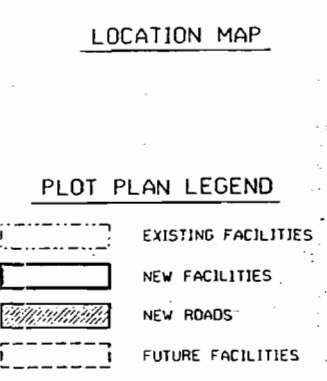 LOCATION MAP
PLOT PLAN LEGEND
EXISTING FACILITIES
NEW FACILITIES
NEW ROADS
FUTURE FACILITIES